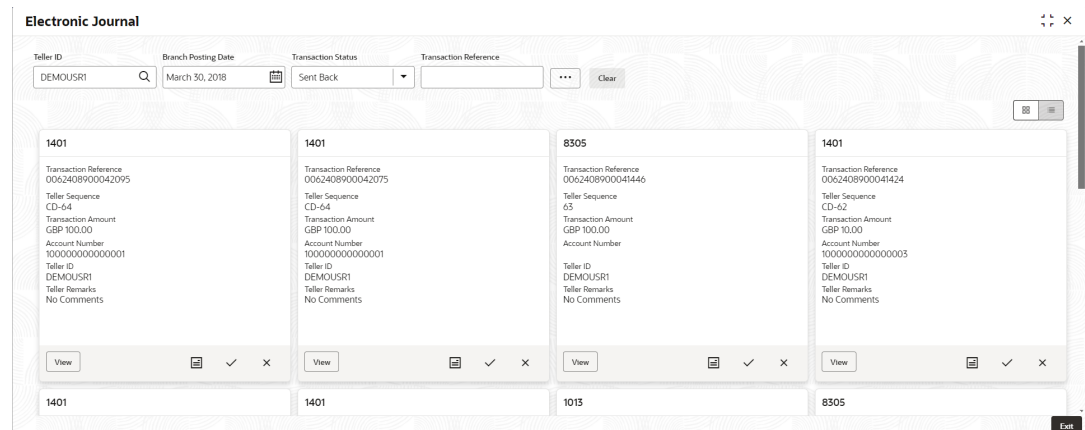 Electronic Journal
Teller ID Branch Posting Date Transaction Status Transaction Reference
DEMOUSR1 March 30, 2018 Sent Back Clear
1401 1401 8305 1401
Transaction Reference Transaction Reference Transaction Reference Transaction Reference
0062408900042095 0062408900042075 0062408900041446 0062408900041424
Teller Sequence Teller Sequence Teller Sequence Teller Sequence
CD-64 CD-64 63 CD-62
Transaction Amount Transaction Amount Transaction Amount Transaction Amount
GBP 100.00 GBP 100.00 GBP 100.00 GBP 10.00
Account Number Account Number Account Number Account Number
100000000000001 100000000000001 1000000000000003
Teller ID Teller ID Teller ID Teller ID
DEMOUSR1 DEMOUSR1 DEMOUSR1 DEMOUSR1
Teller Remarks Teller Remarks Teller Remarks Teller Remarks
No Comments No Comments No Comments No Comments
View View View View
1401 1401 1013 8305
Exit